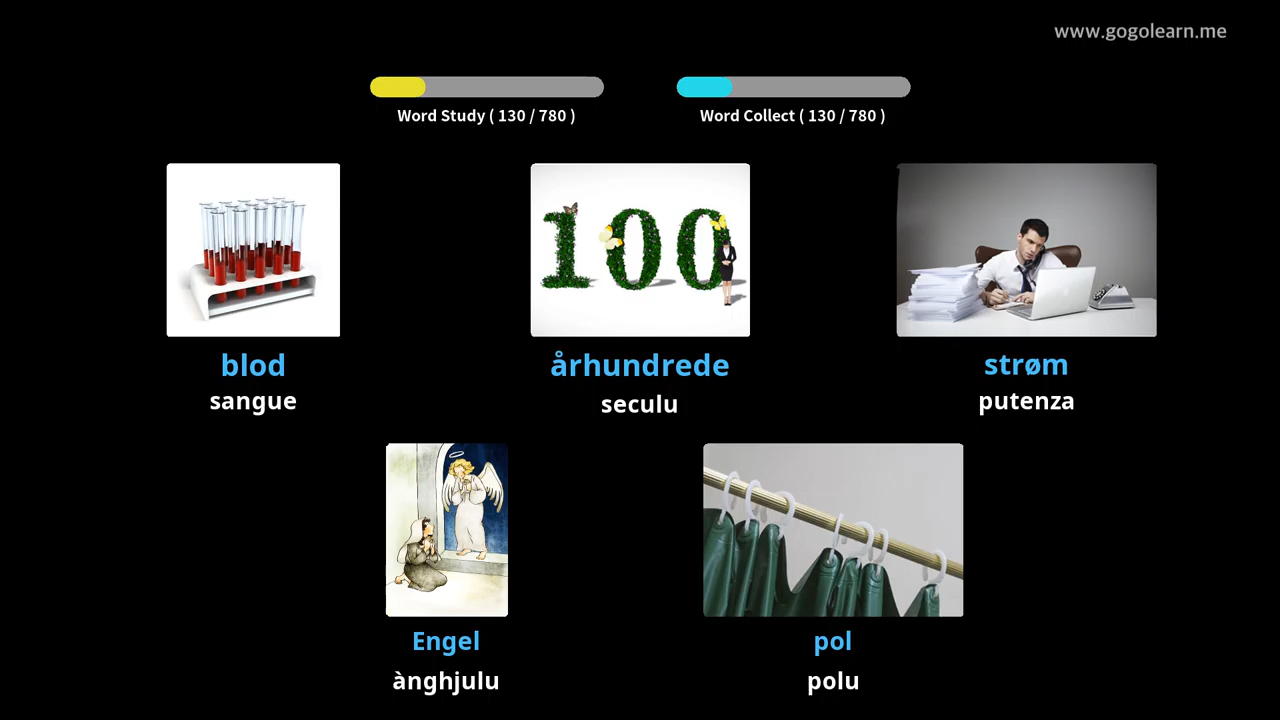 www.gogolearn.me
Word Study ( 130 / 780 )
Word Collect ( 130 / 780 )
100
blod
sangue
århundrede
seculu
strøm
putenza
Engel
ànghjulu
pol
polu